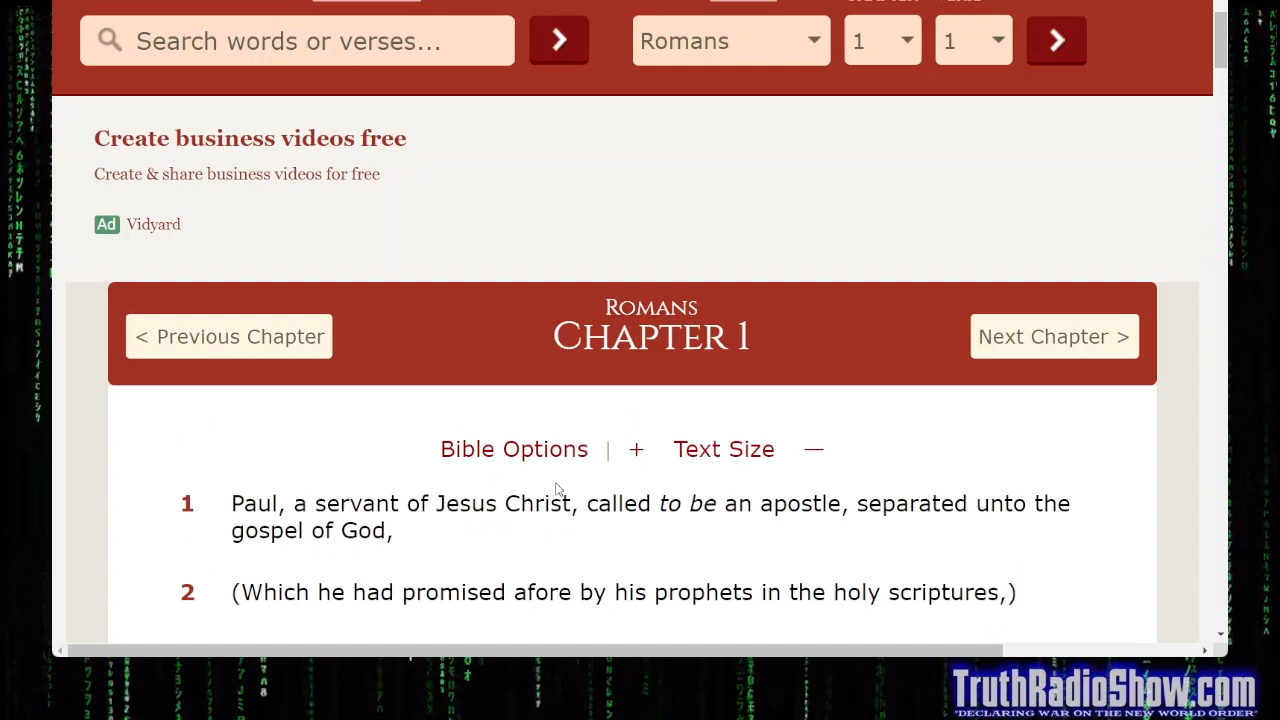 Search words or verses...
Romans
1
1
Create business videos free
Create & share business videos for free
Ad Vidyard
Romans
< Previous Chapter
Chapter 1
Next Chapter >
Bible Options | + Text Size —
1 Paul, a servant of Jesus Christ, called to be an apostle, separated unto the
gospel of God,
2 (Which he had promised afore by his prophets in the holy scriptures,)
TruthRadioShow.com
"DECLARING WAR ON THE NEW WORLD ORDER"